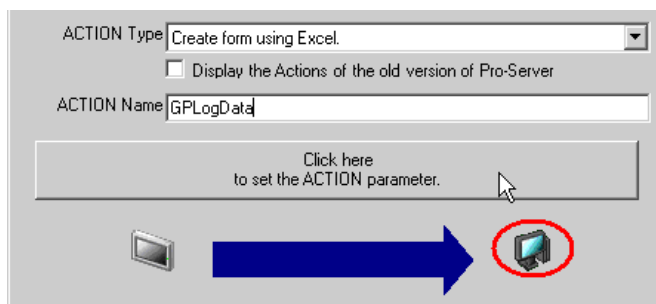 ACTION Type Create form using Excel.
Display the Actions of the old version of Pro-Server
ACTION Name GPLogData
Click here
to set the ACTION parameter.